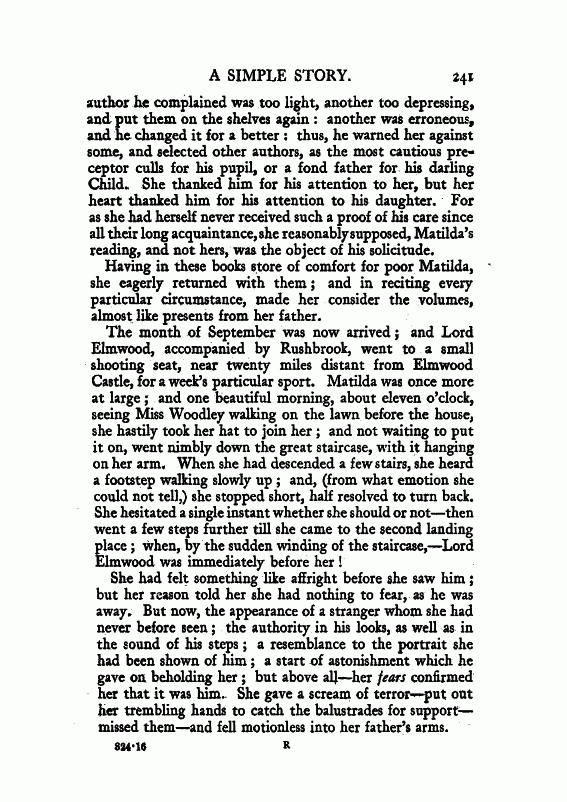 A SIMPLE STORY. 241
author he complained was too light, another too depressing,
and put them on the shelves again : another was erroneous,
and he changed it for a better : thus, he warned her against
some, and selected other authors, as the most cautious pre-
ceptor culls for his pupil, or a fond father for his darling
Child. She thanked him for his attention to her, but her
heart thanked him for his attention to his daughter. For
as she had herself never received such a proof of his care since
all their long acquaintance, she reasonably supposed, Matilda's
reading, and not hers, was the object of his solicitude.
Having in these books store of comfort for poor Matilda,
she eagerly returned with them ; and in reciting every
particular circumstance, made her consider the volumes,
almost like presents from her father.
The month of September was now arrived ; and Lord
Elmwood, accompanied by Rushbrook, went to a small
shooting seat, near twenty miles distant from Elmwood
Castle, for a week's particular sport. Matilda was once more
at large ; and one beautiful morning, about eleven o'clock,
seeing Miss Woodley walking on the lawn before the house,
she hastily took her hat to join her ; and not waiting to put
it on, went nimbly down the great staircase, with it hanging
on her arm. When she had descended a few stairs, she heard
a footstep walking slowly up ; and, (from what emotion she
could not tell,) she stopped short, half resolved to turn back.
She hesitated a single instant whether she should or not—then
went a few steps further till she came to the second landing
place ; when, by the sudden winding of the staircase,—Lord
Elmwood was immediately before her !
She had felt something like affright before she saw him ;
but her reason told her she had nothing to fear, as he was
away. But now, the appearance of a stranger whom she had
never before seen ; the authority in his looks, as well as in
the sound of his steps ; a resemblance to the portrait she
had been shown of him ; a start of astonishment which he
gave on beholding her ; but above all—her fears confirmed
her that it was him. She gave a scream of terror—put out
her trembling hands to catch the balustrades for support—
missed them—and fell motionless into her father's arms.
824·16 R